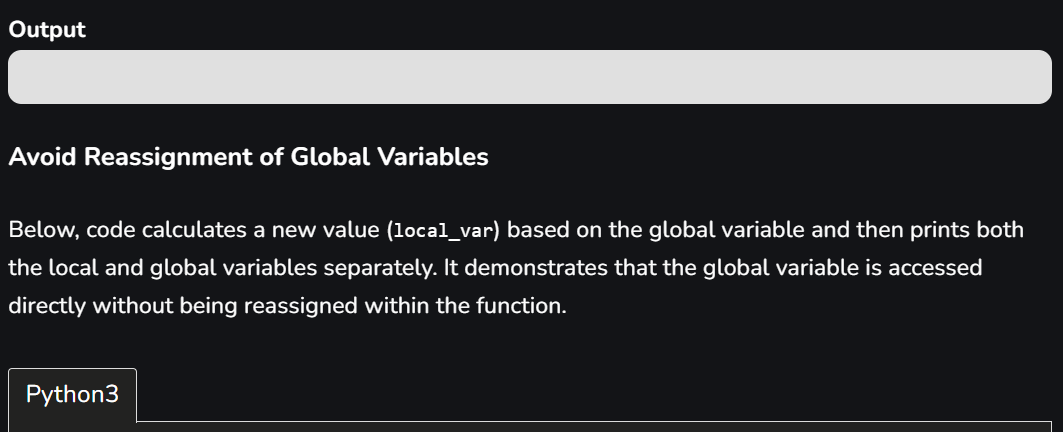 Output
Avoid Reassignment of Global Variables
Below, code calculates a new value (local_var) based on the global variable and then prints both
the local and global variables separately. It demonstrates that the global variable is accessed
directly without being reassigned within the function.
Python3